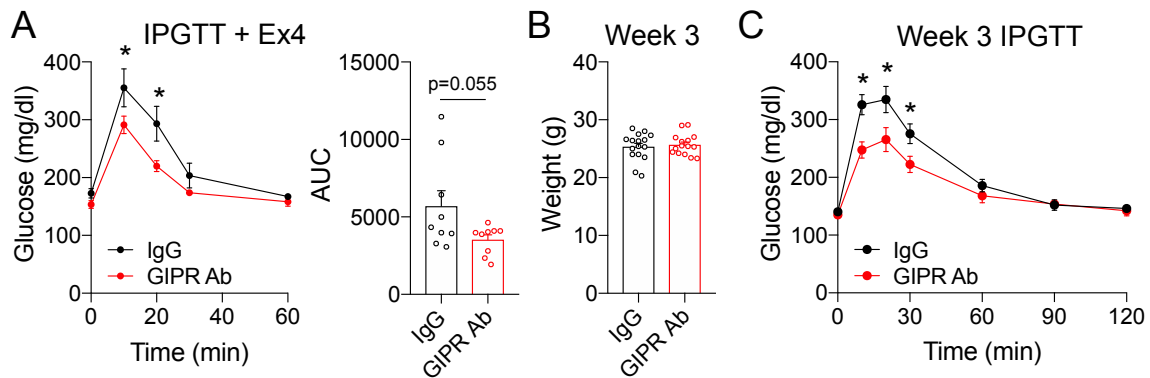 A
IPGTT + Ex4
Glucose (mg/dl)
400
300
200
100
0
*
*
IgG
GIPR Ab
0 20 40 60
Time (min)
AUC
15000
10000
5000
0
p=0.055
IgG
GIPR Ab
B
Week 3
Weight (g)
40
30
20
10
0
IgG
GIPR Ab
C
Week 3 IPGTT
Glucose (mg/dl)
400
300
200
100
0
* *
*
IgG
GIPR Ab
0 30 60 90 120
Time (min)